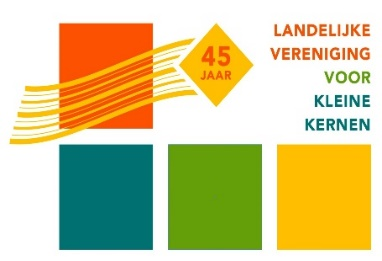 45
JAAR
LANDELIJKE
VERENIGING
VOOR
KLEINE
KERNEN